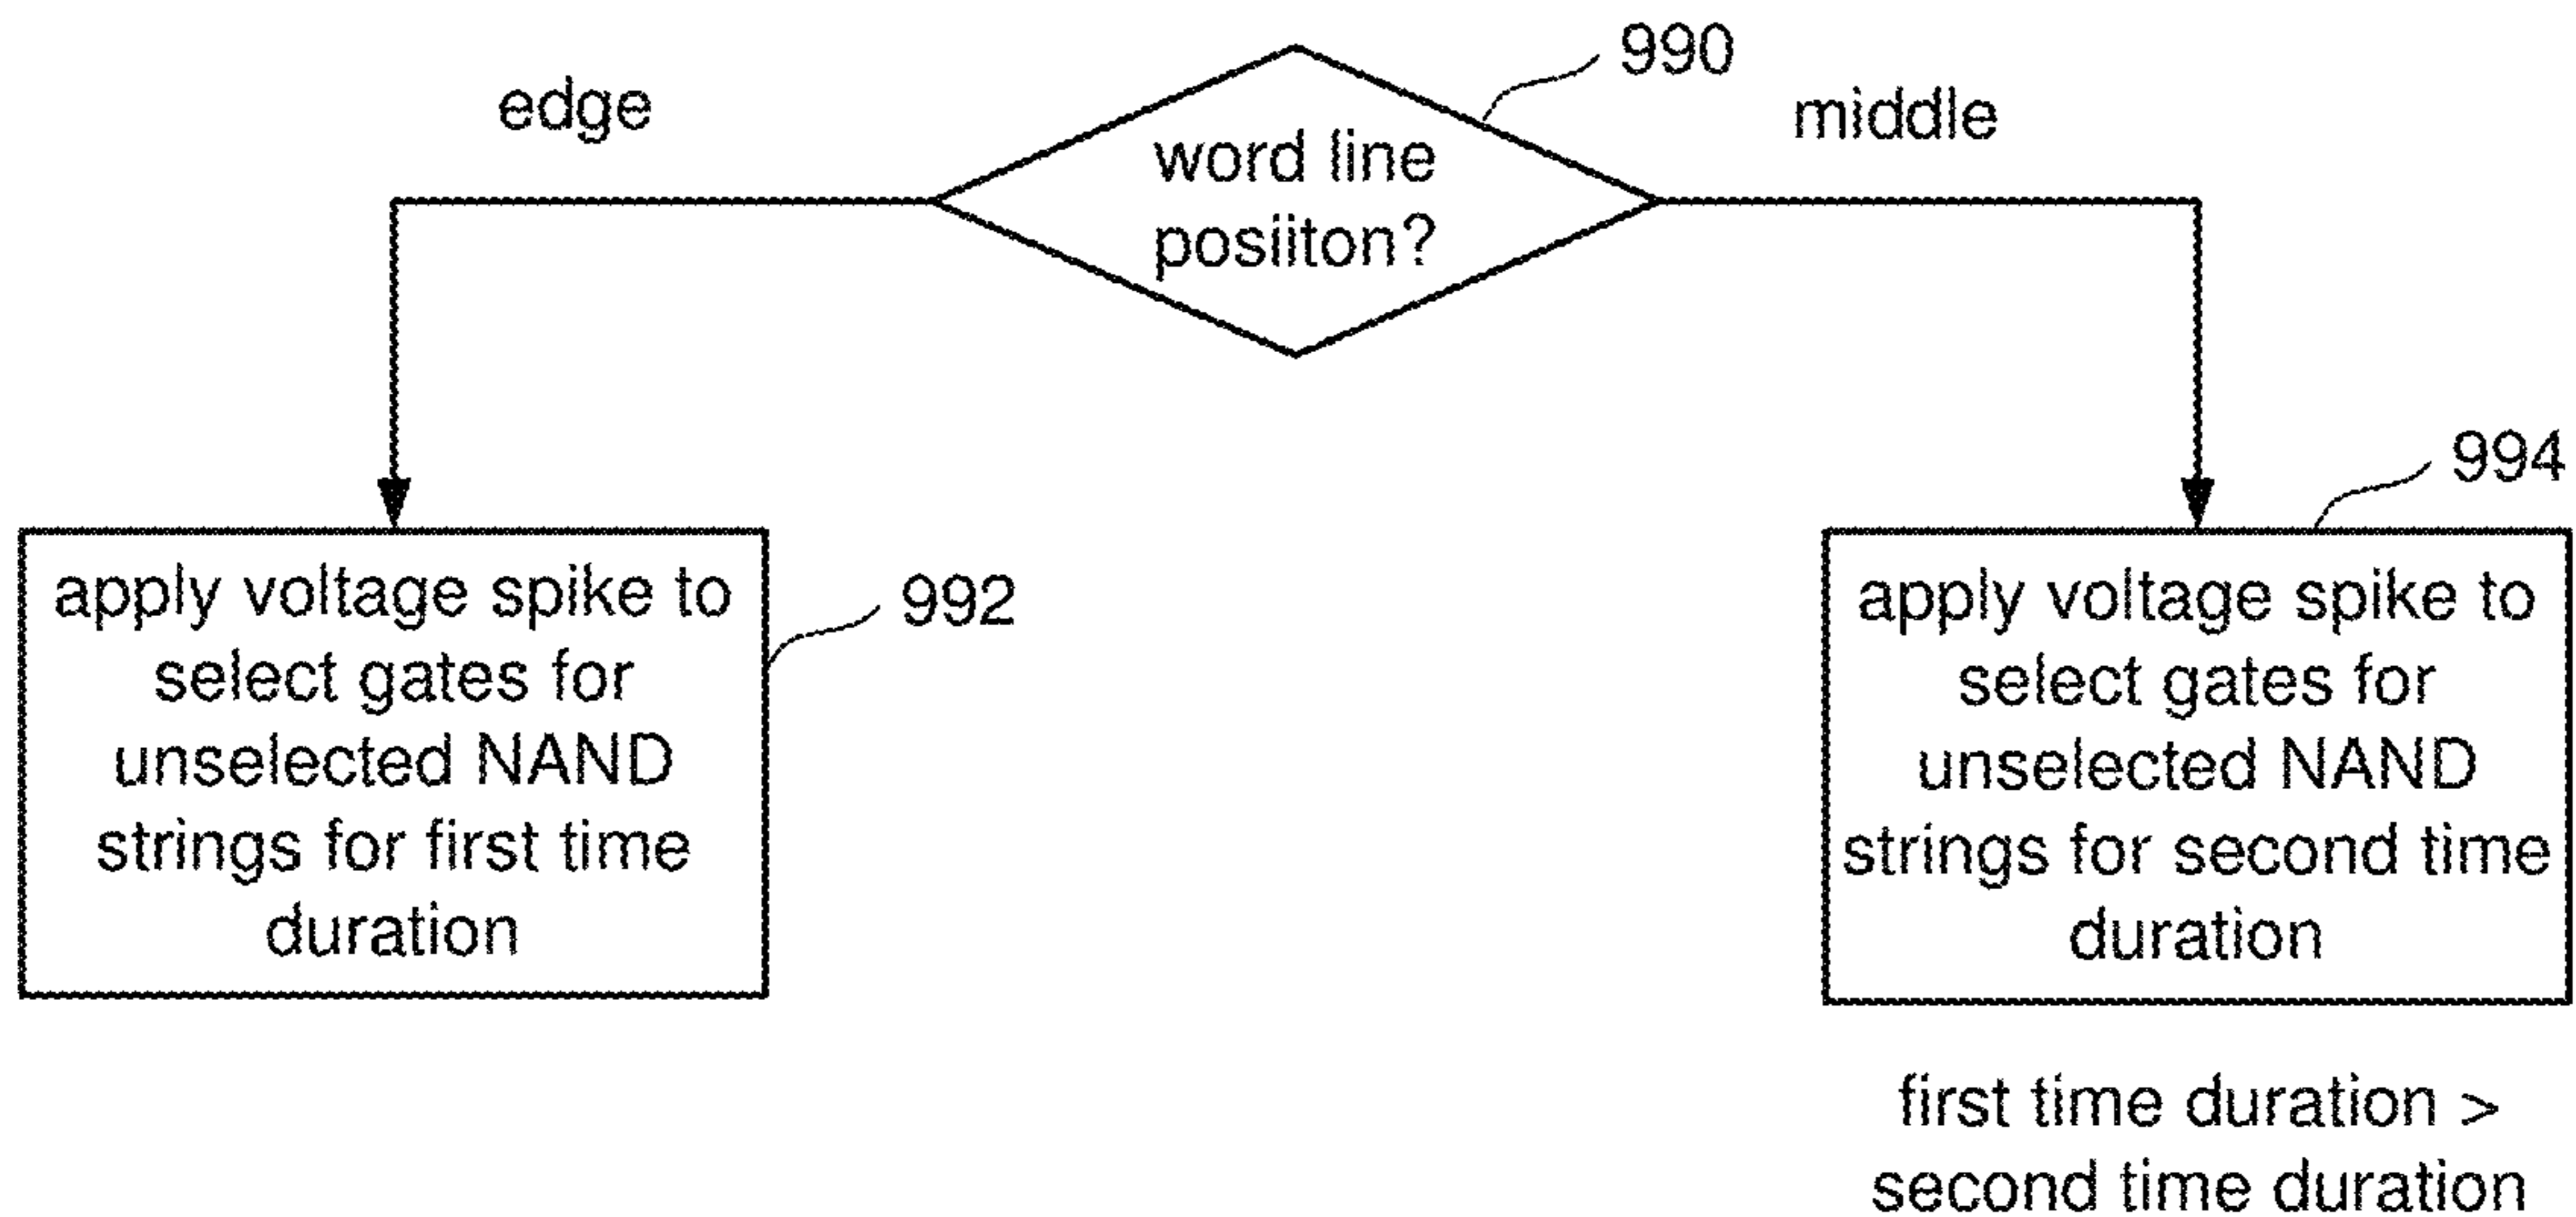 990
edge
middle
word line
posiiton?
994
apply voltage spike to
select gates for
unselected NAND
strings for first time
duration
992
apply voltage spike to
select gates for
unselected NAND
strings for second time
duration
first time duration >
second time duration